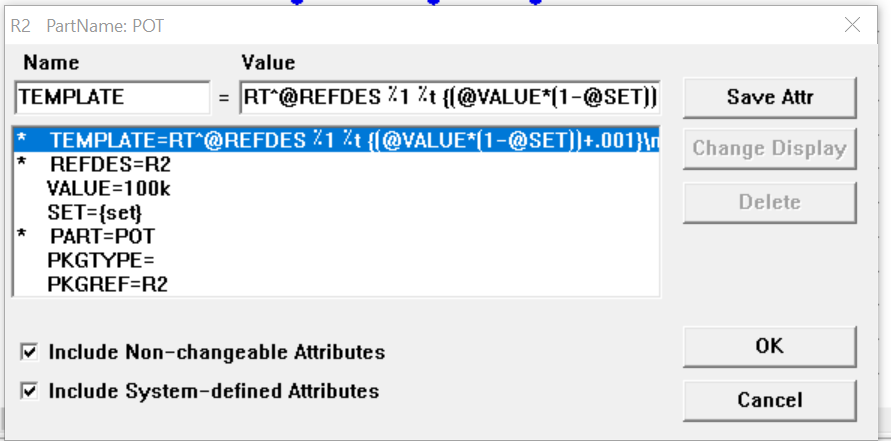 R2 PartName: POT
Name Value
TEMPLATE = RT^@REFDES %1 %t {(@VALUE*(1-@SET))
Save Attr
* TEMPLATE=RT^@REFDES %1 %t {(@VALUE*(1-@SET))+.001}\n
Change Display
* REFDES=R2
VALUE=100k
Delete
SET={set}
* PART=POT
PKGTYPE=
PKGREF=R2
Include Non-changeable Attributes
OK
Include System-defined Attributes
Cancel